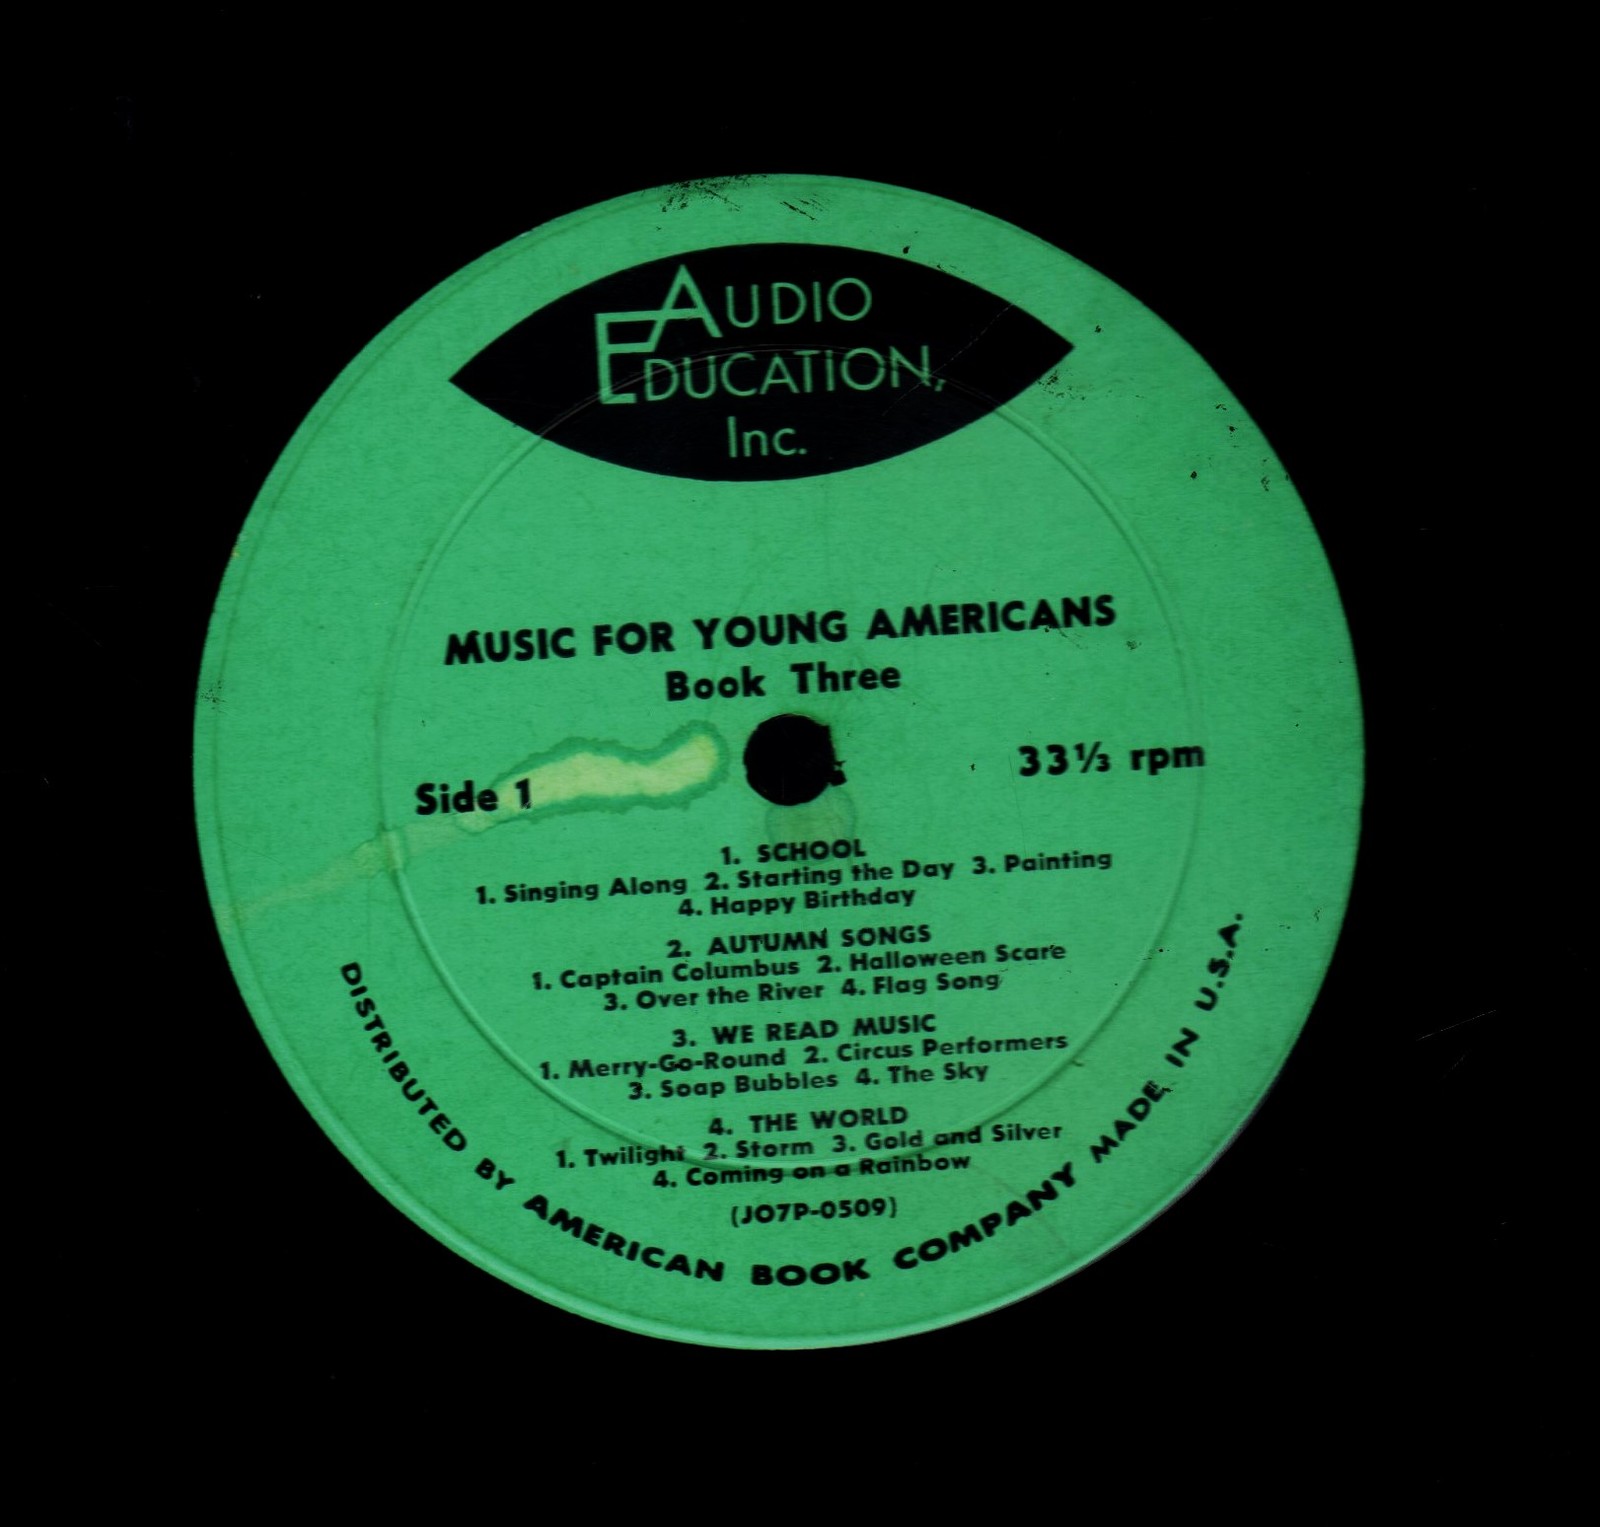 AUDIO
EDUCATION,
Inc.
MUSIC FOR YOUNG AMERICANS
Book Three
Side 1
33⅓ rpm
1. SCHOOL
1. Singing Along 2. Starting the Day 3. Painting
4. Happy Birthday
2. AUTUMN SONGS
1. Captain Columbus 2. Halloween Scare
3. Over the River 4. Flag Song
3. WE READ MUSIC
1. Merry-Go-Round 2. Circus Performers
3. Soap Bubbles 4. The Sky
4. THE WORLD
1. Twilight 2. Storm 3. Gold and Silver
4. Coming on a Rainbow
(JO7P-0509)
DISTRIBUTED BY AMERICAN BOOK COMPANY MADE IN U.S.A.